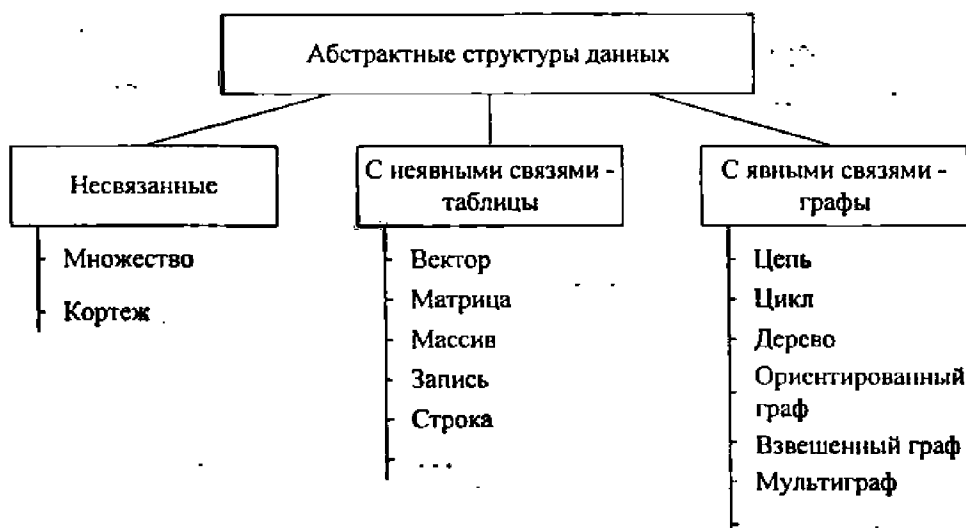 Абстрактные структуры данных
Несвязанные
Множество
Кортеж
С неявными связями -
таблицы
Вектор
Матрица
Массив
Запись
Строка
...
С явными связями -
графы
Цепь
Цикл
Дерево
Ориентированный
граф
Взвешенный граф
Мультиграф